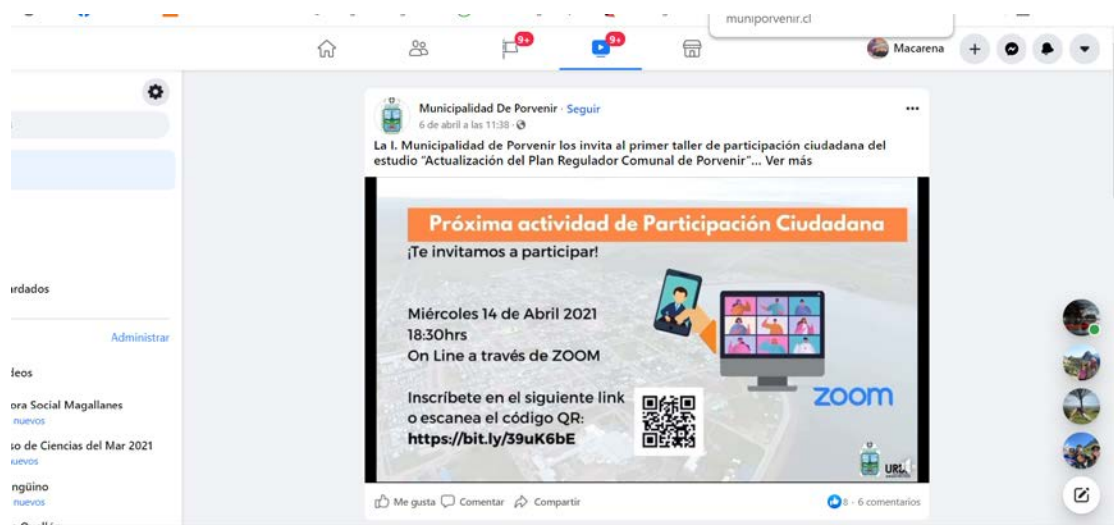 muniporvenir.cl
9+
9+
Macarena
Municipalidad De Porvenir · Seguir
6 de abril a las 11:38 ·
La I. Municipalidad de Porvenir los invita al primer taller de participación ciudadana del
estudio “Actualización del Plan Regulador Comunal de Porvenir”... Ver más
Próxima actividad de Participación Ciudadana
¡Te invitamos a participar!
Miércoles 14 de Abril 2021
18:30hrs
On Line a través de ZOOM
Inscríbete en el siguiente link
o escanea el código QR:
https://bit.ly/39uK6bE
zoom
Me gusta Comentar Compartir
8 · 6 comentarios
Administrar
ora Social Magallanes
nuevos
so de Ciencias del Mar 2021
nuevos